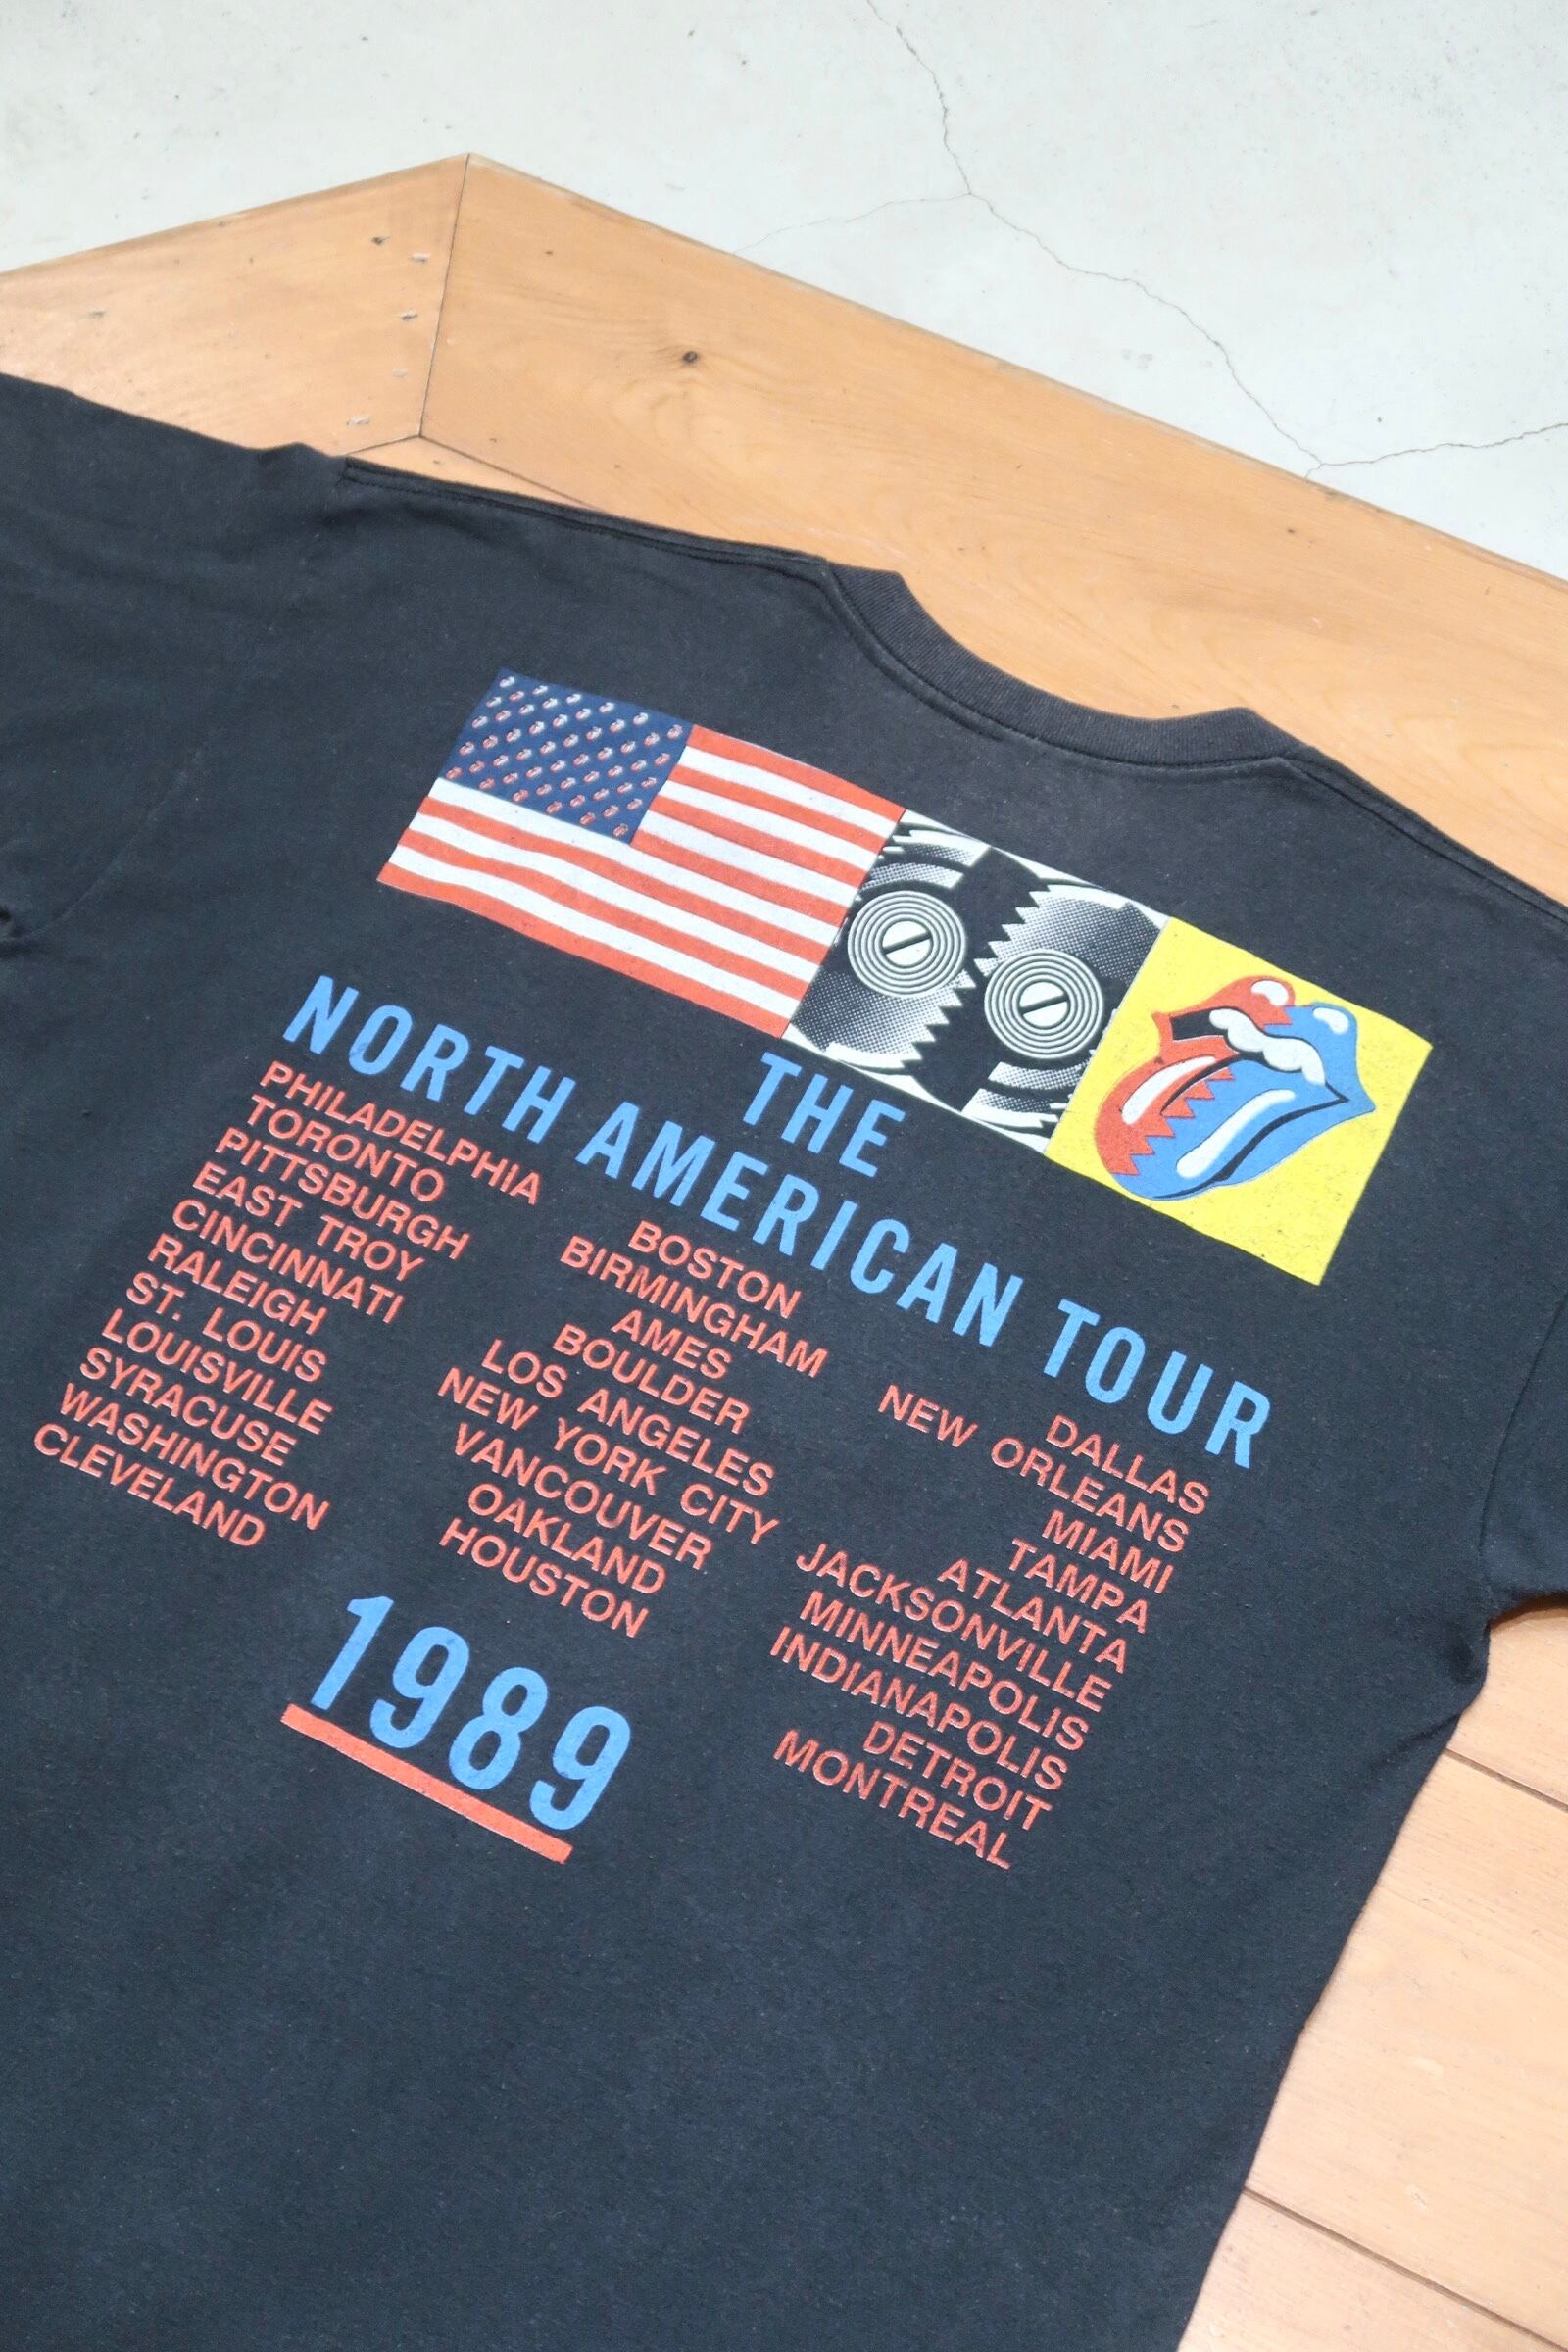 THE
NORTH AMERICAN TOUR
PHILADELPHIA
TORONTO
PITTSBURGH
EAST TROY
CINCINNATI
RALEIGH
ST. LOUIS
LOUISVILLE
SYRACUSE
WASHINGTON
CLEVELAND
BOSTON
BIRMINGHAM
AMES
BOULDER
LOS ANGELES
NEW YORK CITY
VANCOUVER
OAKLAND
HOUSTON
DALLAS
NEW ORLEANS
MIAMI
TAMPA
ATLANTA
JACKSONVILLE
MINNEAPOLIS
INDIANAPOLIS
DETROIT
MONTREAL
1989